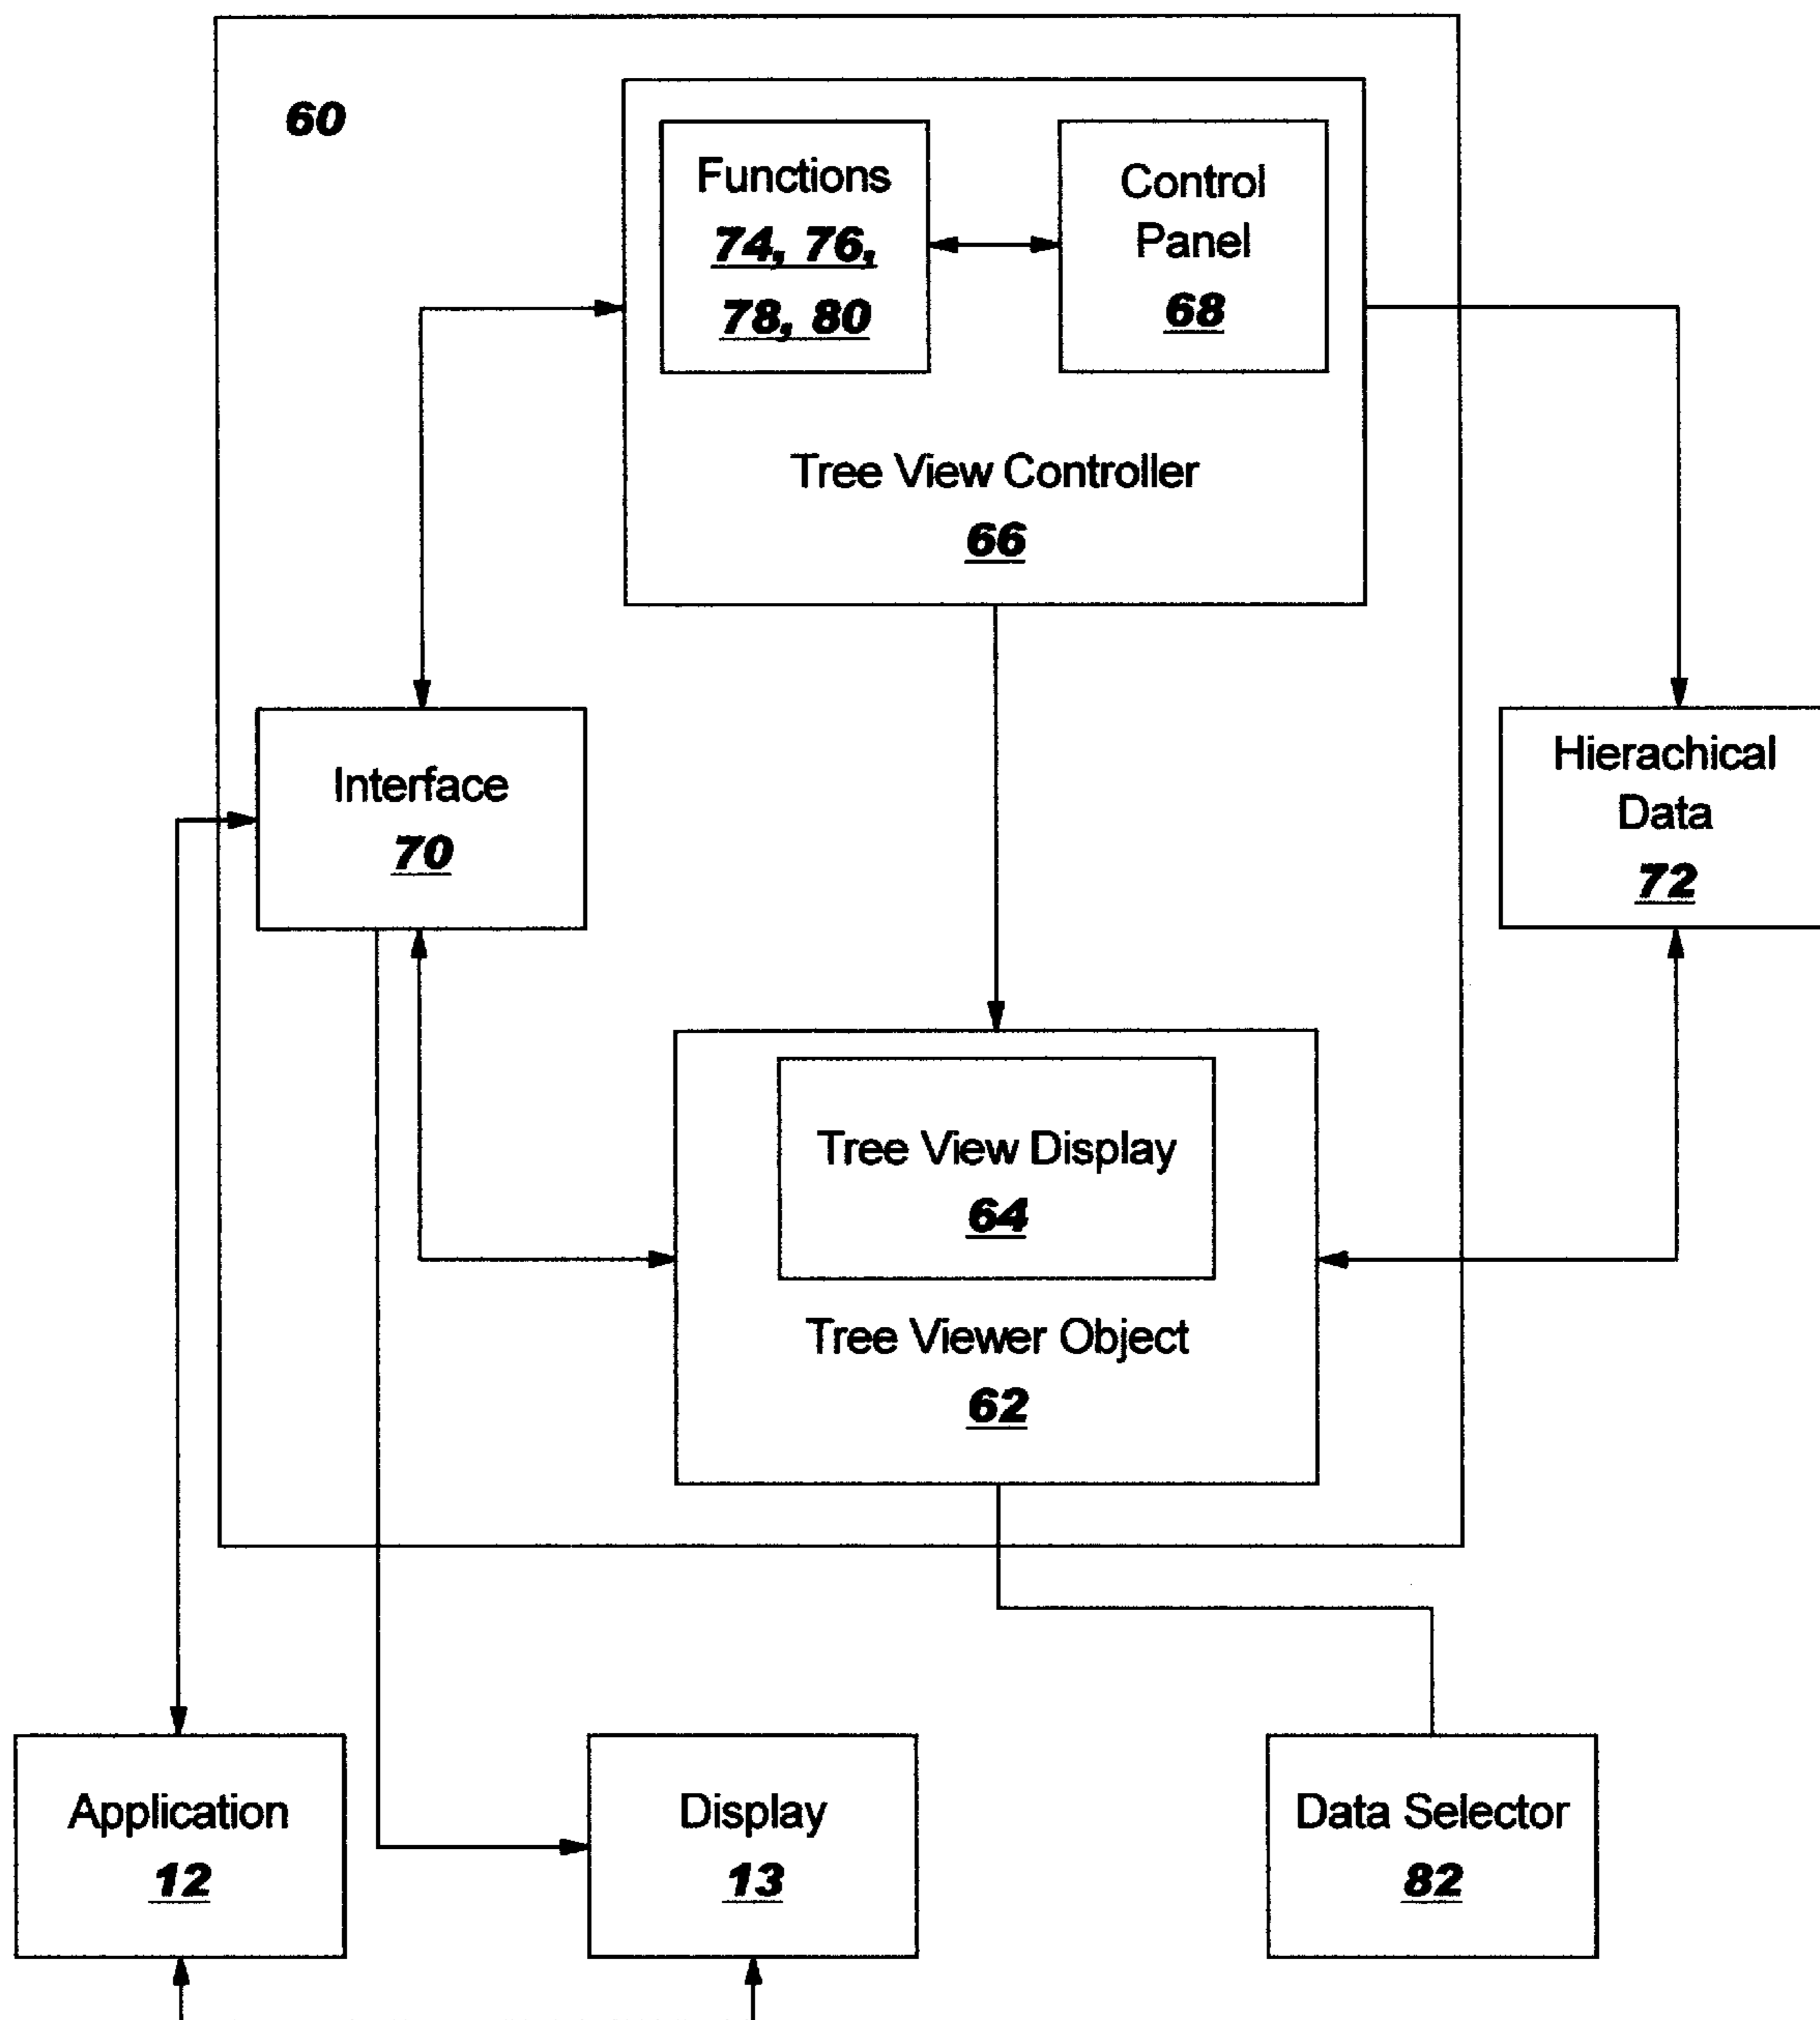 60
Functions
74, 76,
78, 80
Control
Panel
68
Tree View Controller
66
Interface
70
Hierachical
Data
72
Tree View Display
64
Tree Viewer Object
62
Application
12
Display
13
Data Selector
82